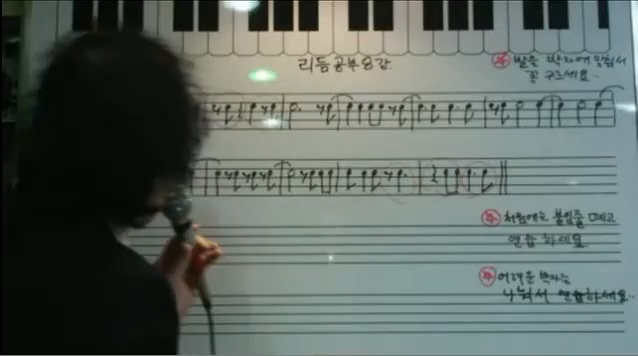 리듬공부용강
발을 박자에 맞춰서
꼭 구르세요..
처음에는 붙임줄 떼고
연습 하세요.
어려운 박자는
나눠서 연습하세요..